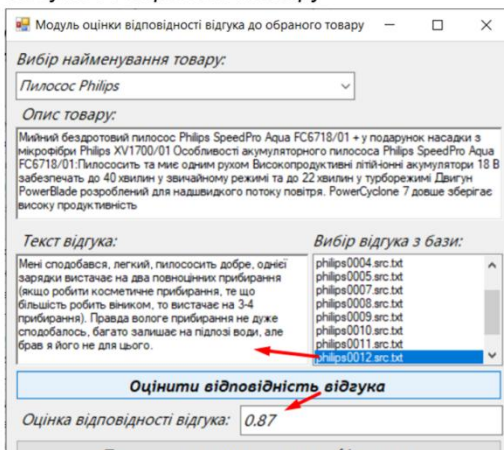 Модуль оцінки відповідності відгука до обраного товару
Вибір найменування товару:
Пилосос Philips
Опис товару:
Мийний бездротовий пилосос Philips SpeedPro Aqua FC6718/01 + у подарунок насадки з
мікрофібри Philips XV1700/01 Особливості акумуляторного пилососа Philips SpeedPro Aqua
FC6718/01:Пилососить та миє одним рухом Високопродуктивні літій-іонні акумулятори 18 В
забезпечать до 40 хвилин у звичайному режимі та до 22 хвилин у турборежимі Двигун
PowerBlade розроблений для надшвидкого потоку повітря. PowerCyclone 7 довше зберігає
високу продуктивність
Текст відгука:
Вибір відгука з бази:
Мені сподобався, легкий, пилососить добре, однієї
зарядки вистачає на два повноцінних прибирання
(якщо робити косметичне прибирання, те що
більшість робить віником, то вистачає на 3-4
прибирання). Правда вологе прибирання не дуже
сподобалось, багато залишає на підлозі води, але
брав я його не для цього.
philips0004.src.txt
philips0005.src.txt
philips0007.src.txt
philips0008.src.txt
philips0009.src.txt
philips0010.src.txt
philips0011.src.txt
philips0012.src.txt
Оцінити відповідність відгука
Оцінка відповідності відгука:
0.87